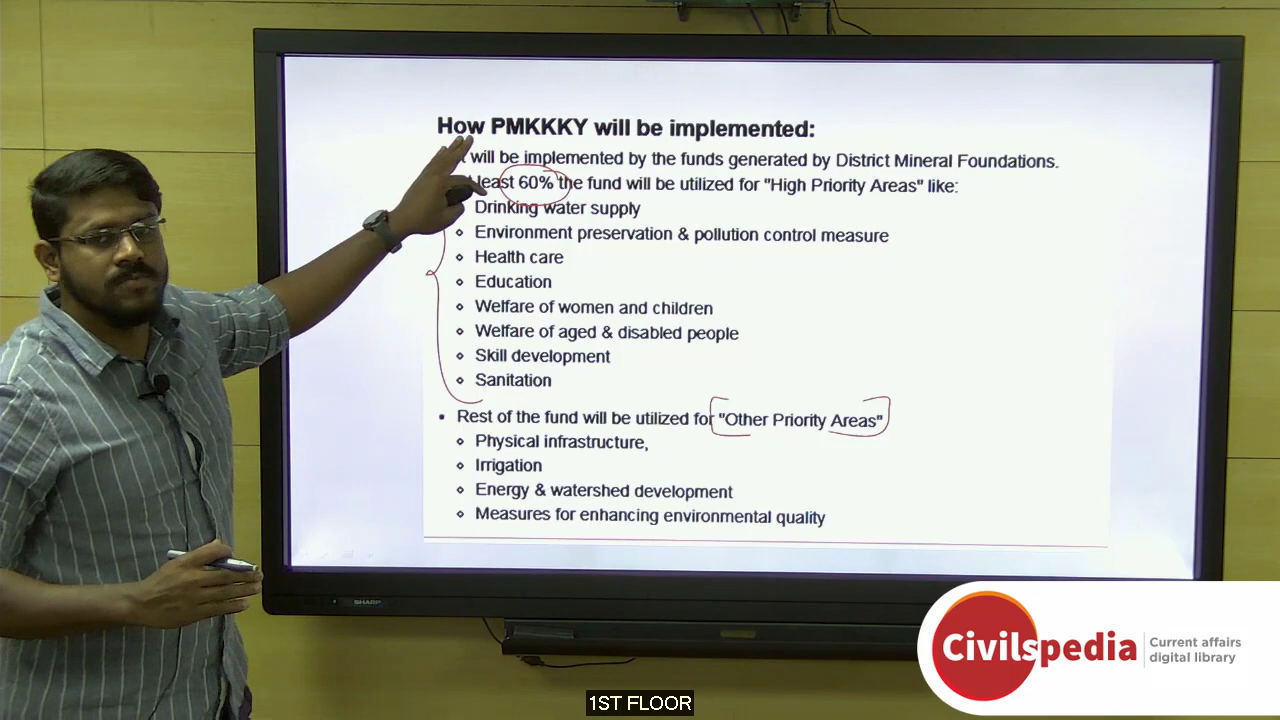 How PMKKKY will be implemented:
will be implemented by the funds generated by District Mineral Foundations.
least 60% the fund will be utilized for "High Priority Areas" like:
Drinking water supply
Environment preservation & pollution control measure
Health care
Education
Welfare of women and children
Welfare of aged & disabled people
Skill development
Sanitation
Rest of the fund will be utilized for "Other Priority Areas"
Physical infrastructure,
Irrigation
Energy & watershed development
Measures for enhancing environmental quality
SHARP
Civilspedia
Current affairs
digital library
1ST FLOOR